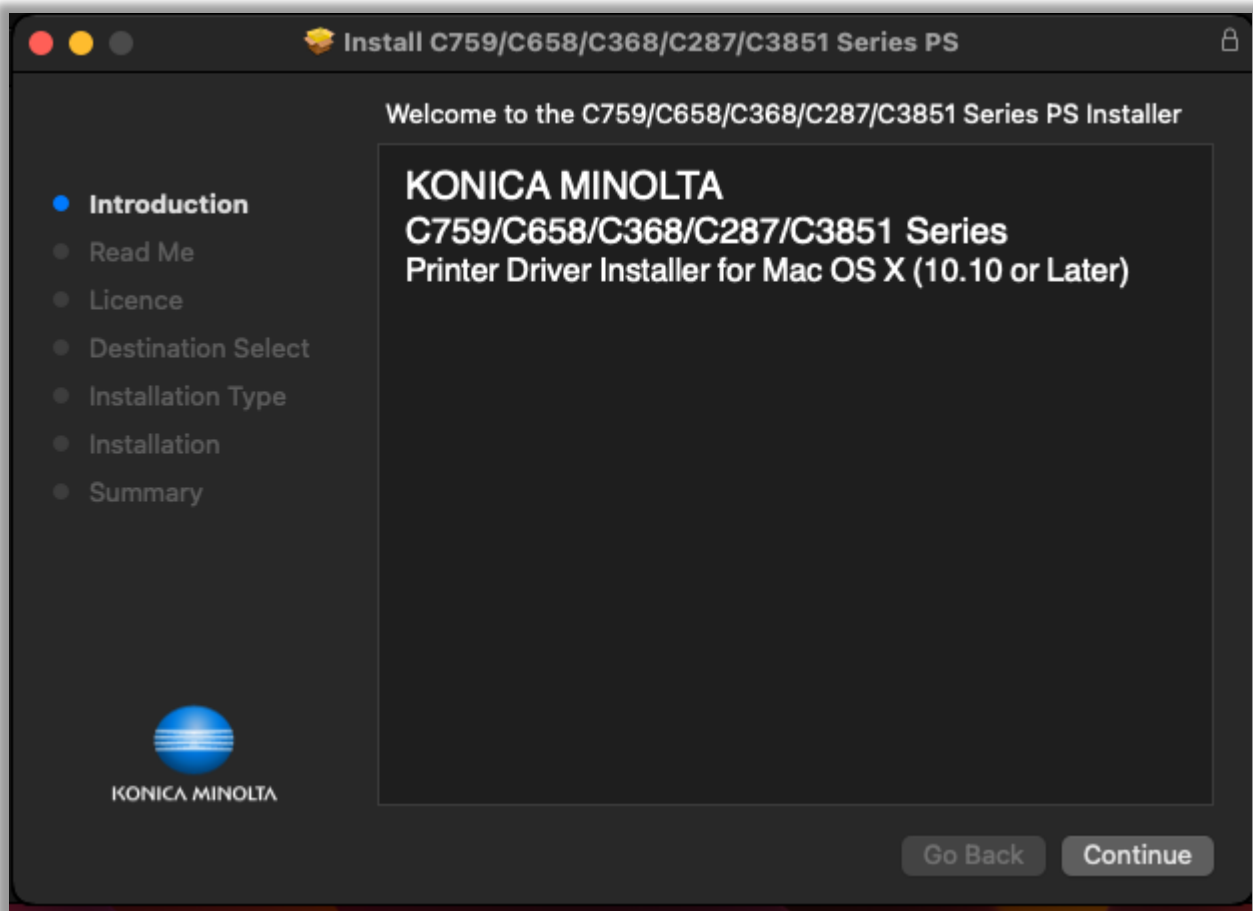 Install C759/C658/C368/C287/C3851 Series PS
Welcome to the C759/C658/C368/C287/C3851 Series PS Installer
Introduction
Read Me
Licence
Destination Select
Installation Type
Installation
Summary
KONICA MINOLTA
C759/C658/C368/C287/C3851 Series
Printer Driver Installer for Mac OS X (10.10 or Later)
KONICA MINOLTA
Go Back
Continue